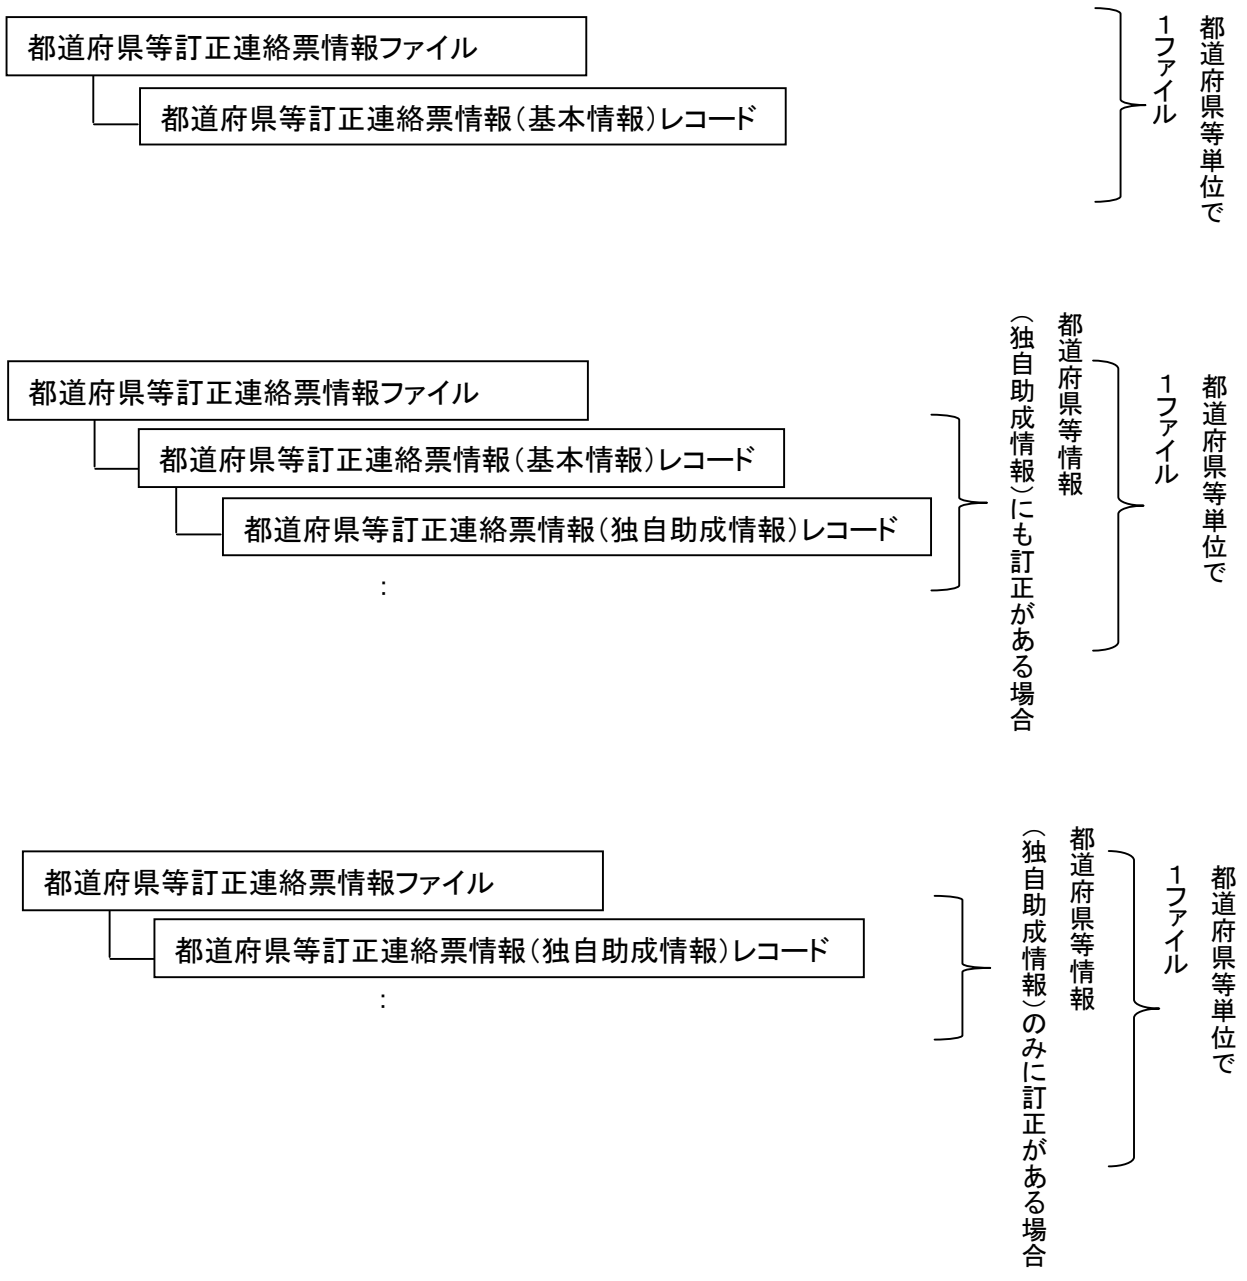 都道府県等訂正連絡票情報ファイル
都道府県等訂正連絡票情報（基本情報）レコード
都道府県等単位で
１ファイル
都道府県等訂正連絡票情報ファイル
都道府県等訂正連絡票情報（基本情報）レコード
都道府県等訂正連絡票情報（独自助成情報）レコード
：
都道府県等情報
（独自助成情報）にも訂正がある場合
都道府県等単位で
１ファイル
都道府県等訂正連絡票情報ファイル
都道府県等訂正連絡票情報（独自助成情報）レコード
：
都道府県等情報
（独自助成情報）のみに訂正がある場合
都道府県等単位で
１ファイル